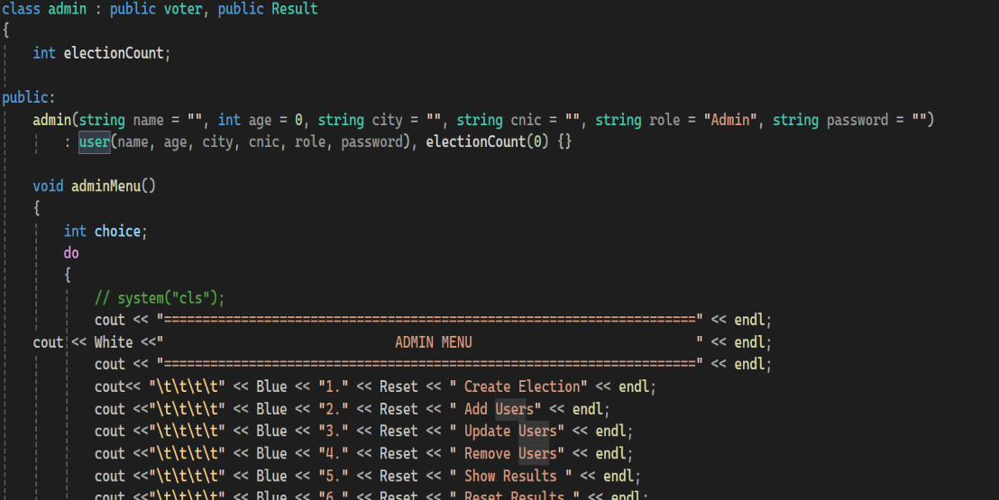 class admin : public voter, public Result
{
int electionCount;
public:
admin(string name = "", int age = 0, string city = "", string cnic = "", string role = "Admin", string password = "")
: user(name, age, city, cnic, role, password), electionCount(0) {}
void adminMenu()
{
int choice;
do
{
// system("cls");
cout << "=====================================================================" << endl;
cout << White <<"                              ADMIN MENU                             " << endl;
cout << "=====================================================================" << endl;
cout<< "\t\t\t\t" << Blue << "1." << Reset << " Create Election" << endl;
cout <<"\t\t\t\t" << Blue << "2." << Reset << " Add Users" << endl;
cout <<"\t\t\t\t" << Blue << "3." << Reset << " Update Users" << endl;
cout <<"\t\t\t\t" << Blue << "4." << Reset << " Remove Users" << endl;
cout <<"\t\t\t\t" << Blue << "5." << Reset << " Show Results " << endl;
cout <<"\t\t\t\t" << Blue << "6." << Reset << " Reset Results " << endl;